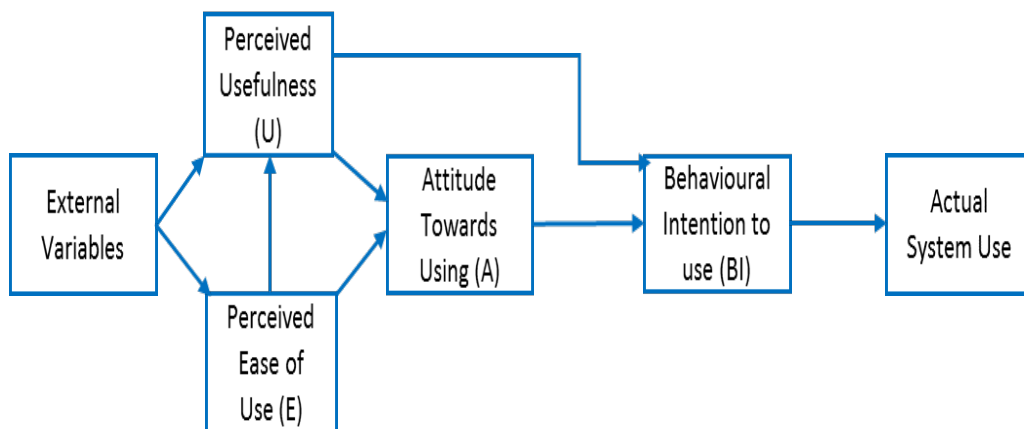 Perceived
Usefulness
(U)
External
Variables
Perceived
Ease of
Use (E)
Attitude
Towards
Using (A)
Behavioural
Intention to
use (BI)
Actual
System Use